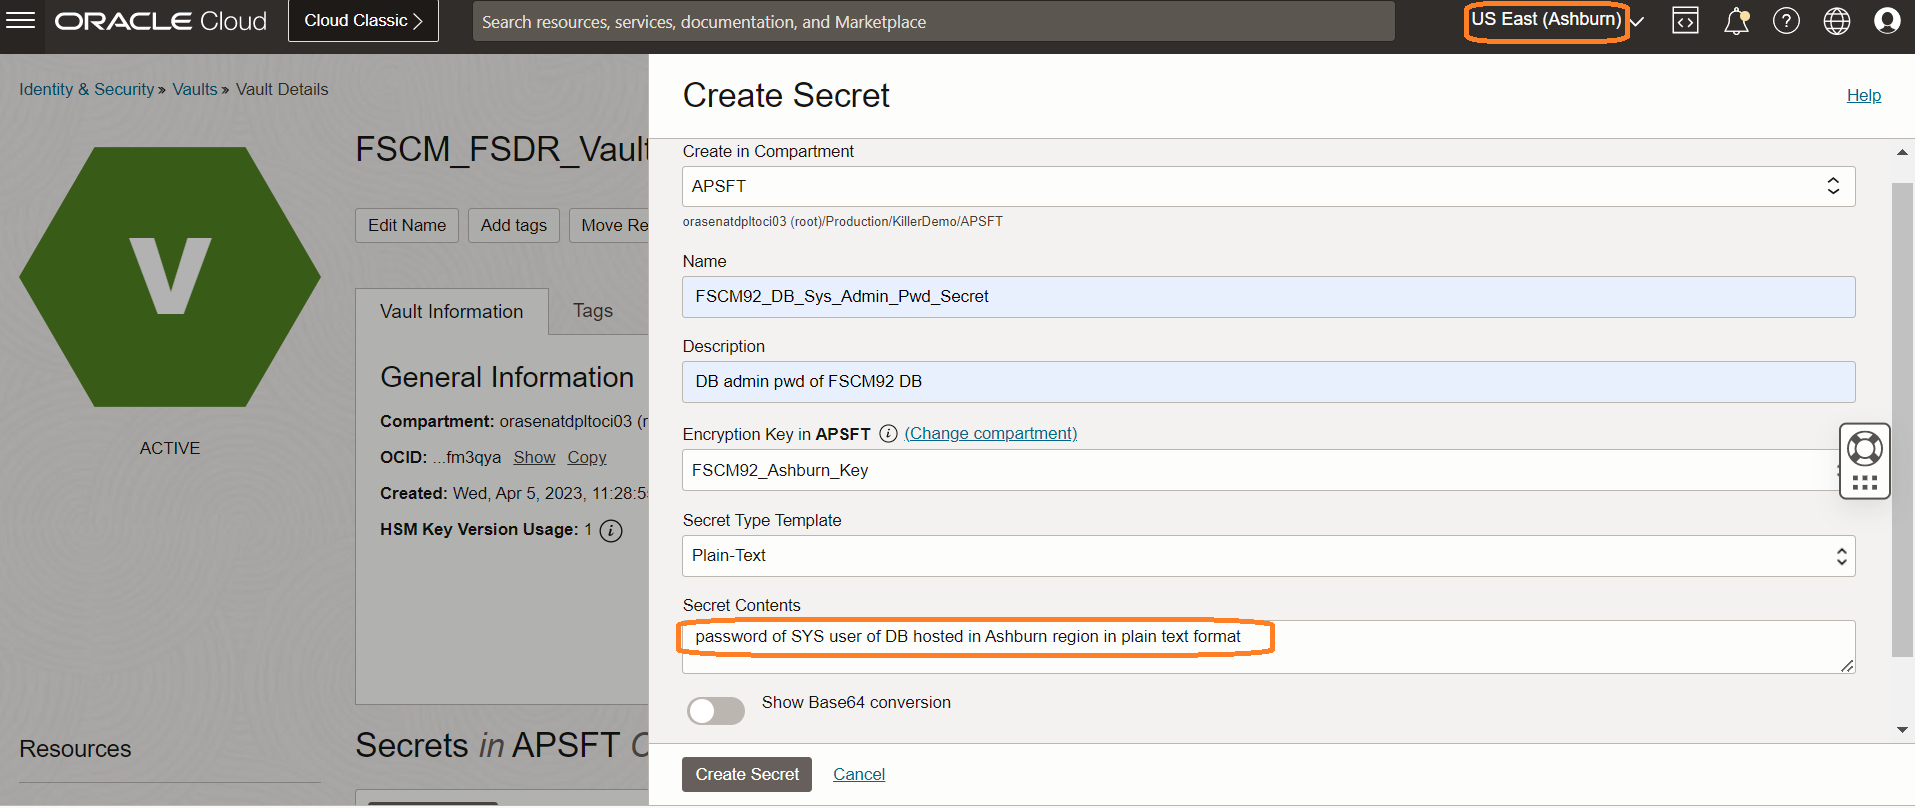 ORACLE Cloud
Cloud Classic
Search resources, services, documentation, and Marketplace
US East (Ashburn)
Identity & Security » Vaults » Vault Details
V
ACTIVE
FSCM_FSDR_Vault
Edit Name
Add tags
Move Re
Vault Information
Tags
General Information
Compartment: orasenatdpltoci03 (r
OCID: ...fm3qya Show Copy
Created: Wed, Apr 5, 2023, 11:28:5
HSM Key Version Usage: 1
Resources
Secrets in APSFT C
Create Secret
Help
Create in Compartment
APSFT
orasenatdpltoci03 (root)/Production/KillerDemo/APSFT
Name
FSCM92_DB_Sys_Admin_Pwd_Secret
Description
DB admin pwd of FSCM92 DB
Encryption Key in APSFT (Change compartment)
FSCM92_Ashburn_Key
Secret Type Template
Plain-Text
Secret Contents
password of SYS user of DB hosted in Ashburn region in plain text format
Show Base64 conversion
Create Secret
Cancel